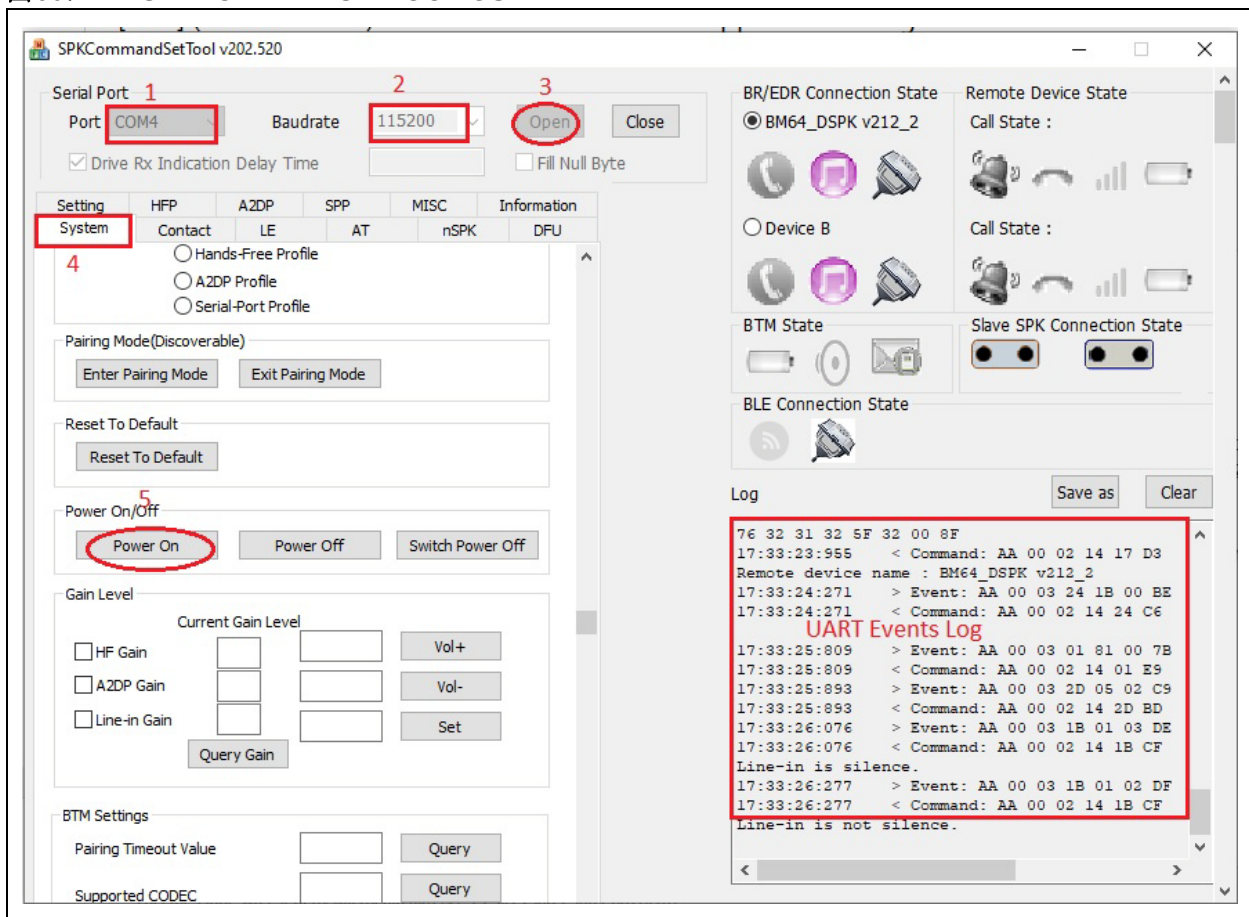 SPKCommandSetTool v202.520
Serial Port
1
2
3
Port COM4 Baudrate 115200 Open Close
Drive Rx Indication Delay Time Fill Null Byte
Setting HFP A2DP SPP MISC Information
System Contact LE AT nSPK DFU
4
Hands-Free Profile
A2DP Profile
Serial-Port Profile
Pairing Mode(Discoverable)
Enter Pairing Mode Exit Pairing Mode
Reset To Default
Reset To Default
5
Power On/Off
Power On Power Off Switch Power Off
Gain Level
Current Gain Level
HF Gain Vol+
A2DP Gain Vol-
Line-in Gain Set
Query Gain
BTM Settings
Pairing Timeout Value Query
Supported CODEC Query
BR/EDR Connection State Remote Device State
BM64_DSPK v212_2 Call State :
Device B Call State :
BTM State Slave SPK Connection State
BLE Connection State
Log Save as Clear
76 32 31 32 5F 32 00 8F
17:33:23:955 < Command: AA 00 02 14 17 D3
Remote device name : BM64_DSPK v212_2
17:33:24:271 > Event: AA 00 03 24 1B 00 BE
17:33:24:271 < Command: AA 00 02 14 24 C6
UART Events Log
17:33:25:809 > Event: AA 00 03 01 81 00 7B
17:33:25:809 < Command: AA 00 02 14 01 E9
17:33:25:893 > Event: AA 00 03 2D 05 02 C9
17:33:25:893 < Command: AA 00 02 14 2D BD
17:33:26:076 > Event: AA 00 03 1B 01 03 DE
17:33:26:076 < Command: AA 00 02 14 1B CF
Line-in is silence.
17:33:26:277 > Event: AA 00 03 1B 01 02 DF
17:33:26:277 < Command: AA 00 02 14 1B CF
Line-in is not silence.